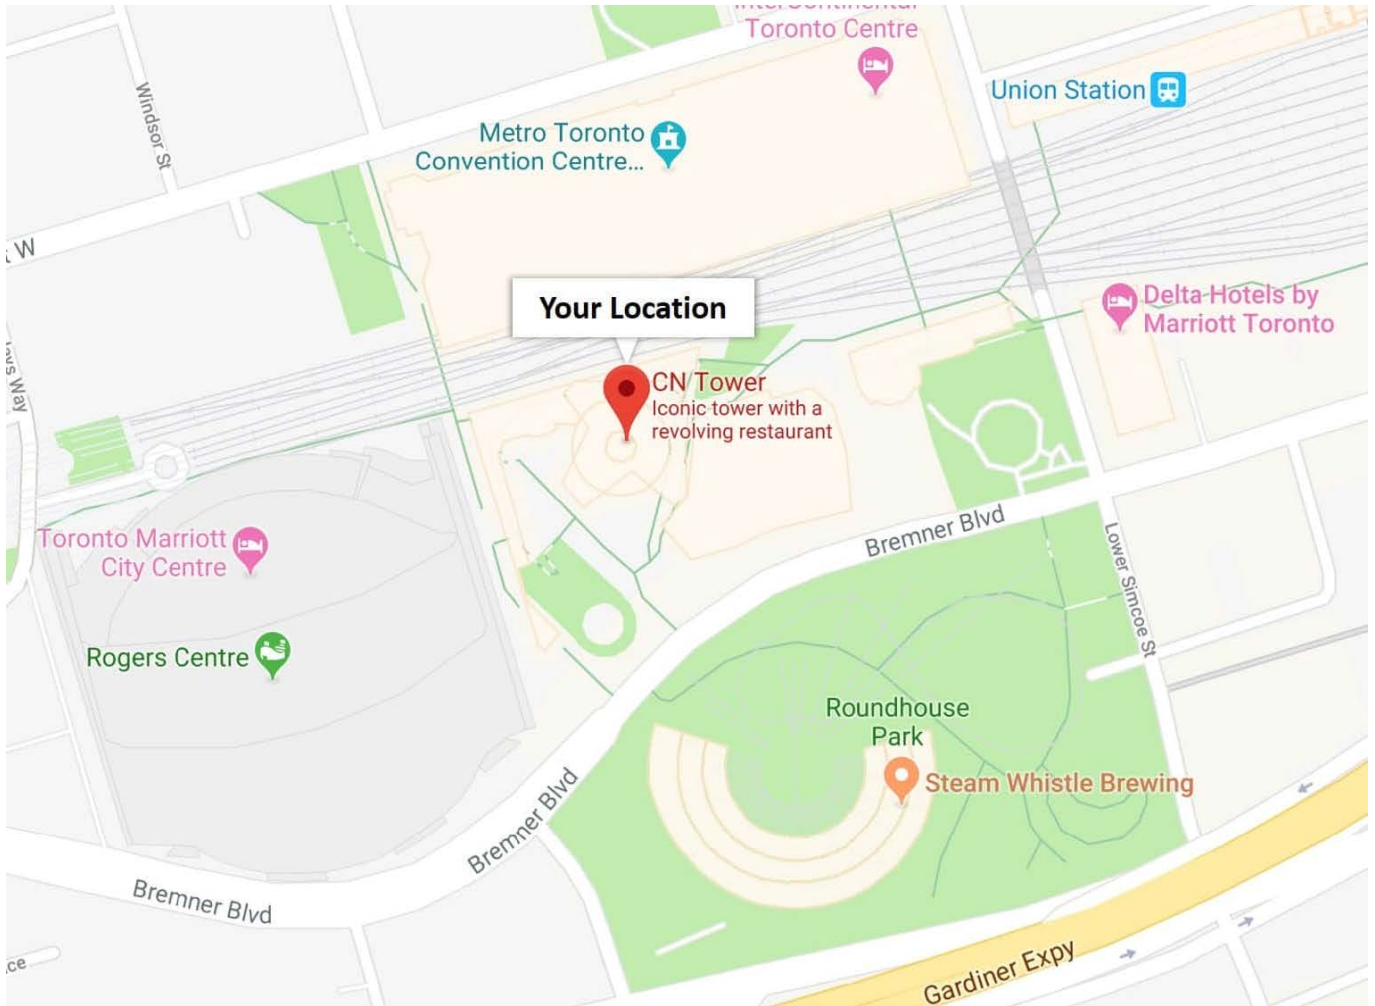 Toronto Centre
Union Station
Windsor St
Metro Toronto
Convention Centre...
W
Your Location
Delta Hotels by
Marriott Toronto
CN Tower
Iconic tower with a
revolving restaurant
Way
Bremner Blvd
Lower Simcoe St
Toronto Marriott
City Centre
Rogers Centre
Roundhouse
Park
Steam Whistle Brewing
Bremner Blvd
Bremner Blvd
Gardiner Expy